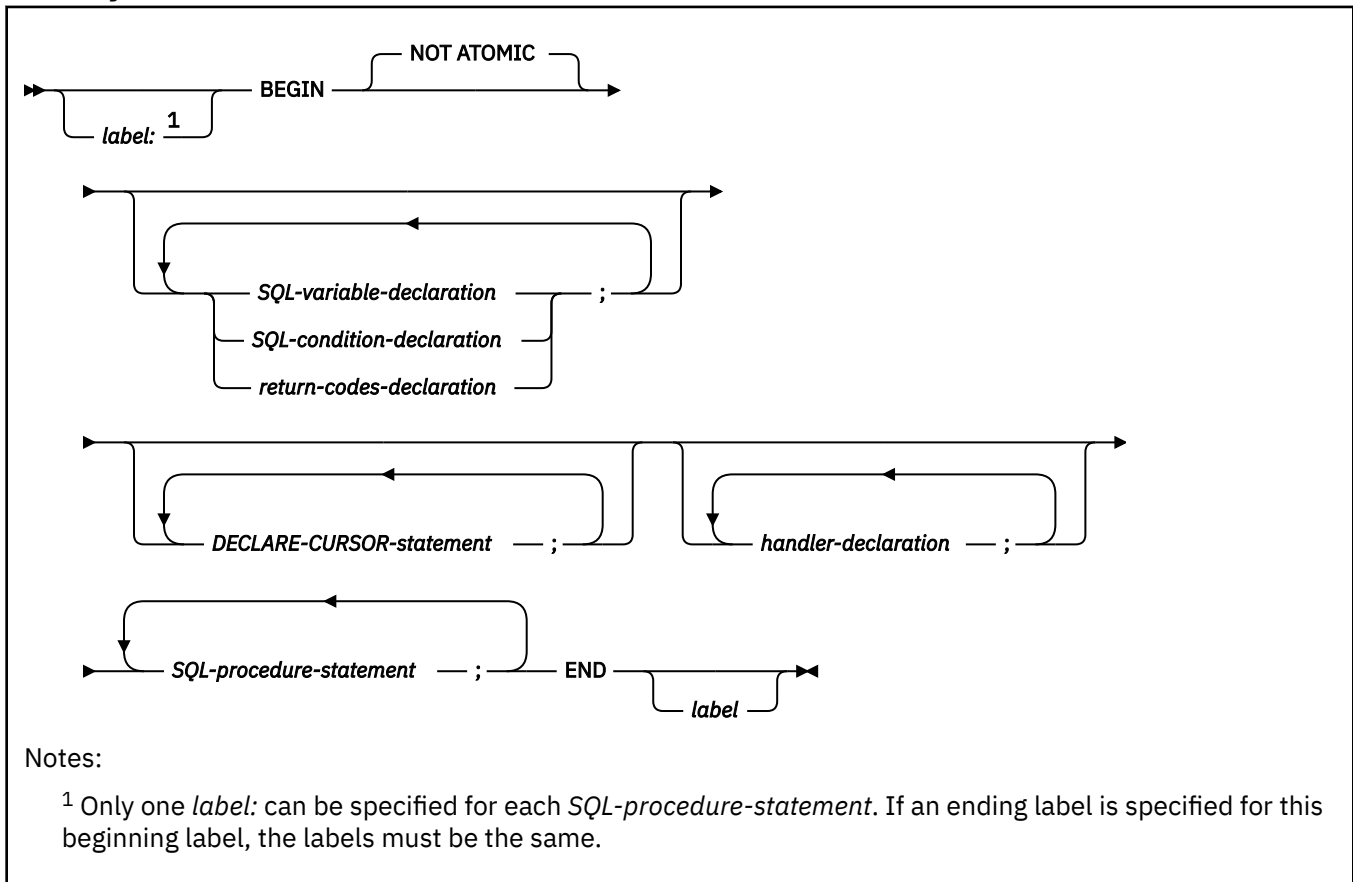 NOT ATOMIC
BEGIN
label: 1
SQL-variable-declaration ;
SQL-condition-declaration
return-codes-declaration
DECLARE-CURSOR-statement ; handler-declaration ;
SQL-procedure-statement ; END
label
Notes:
1 Only one label: can be specified for each SQL-procedure-statement. If an ending label is specified for this
beginning label, the labels must be the same.